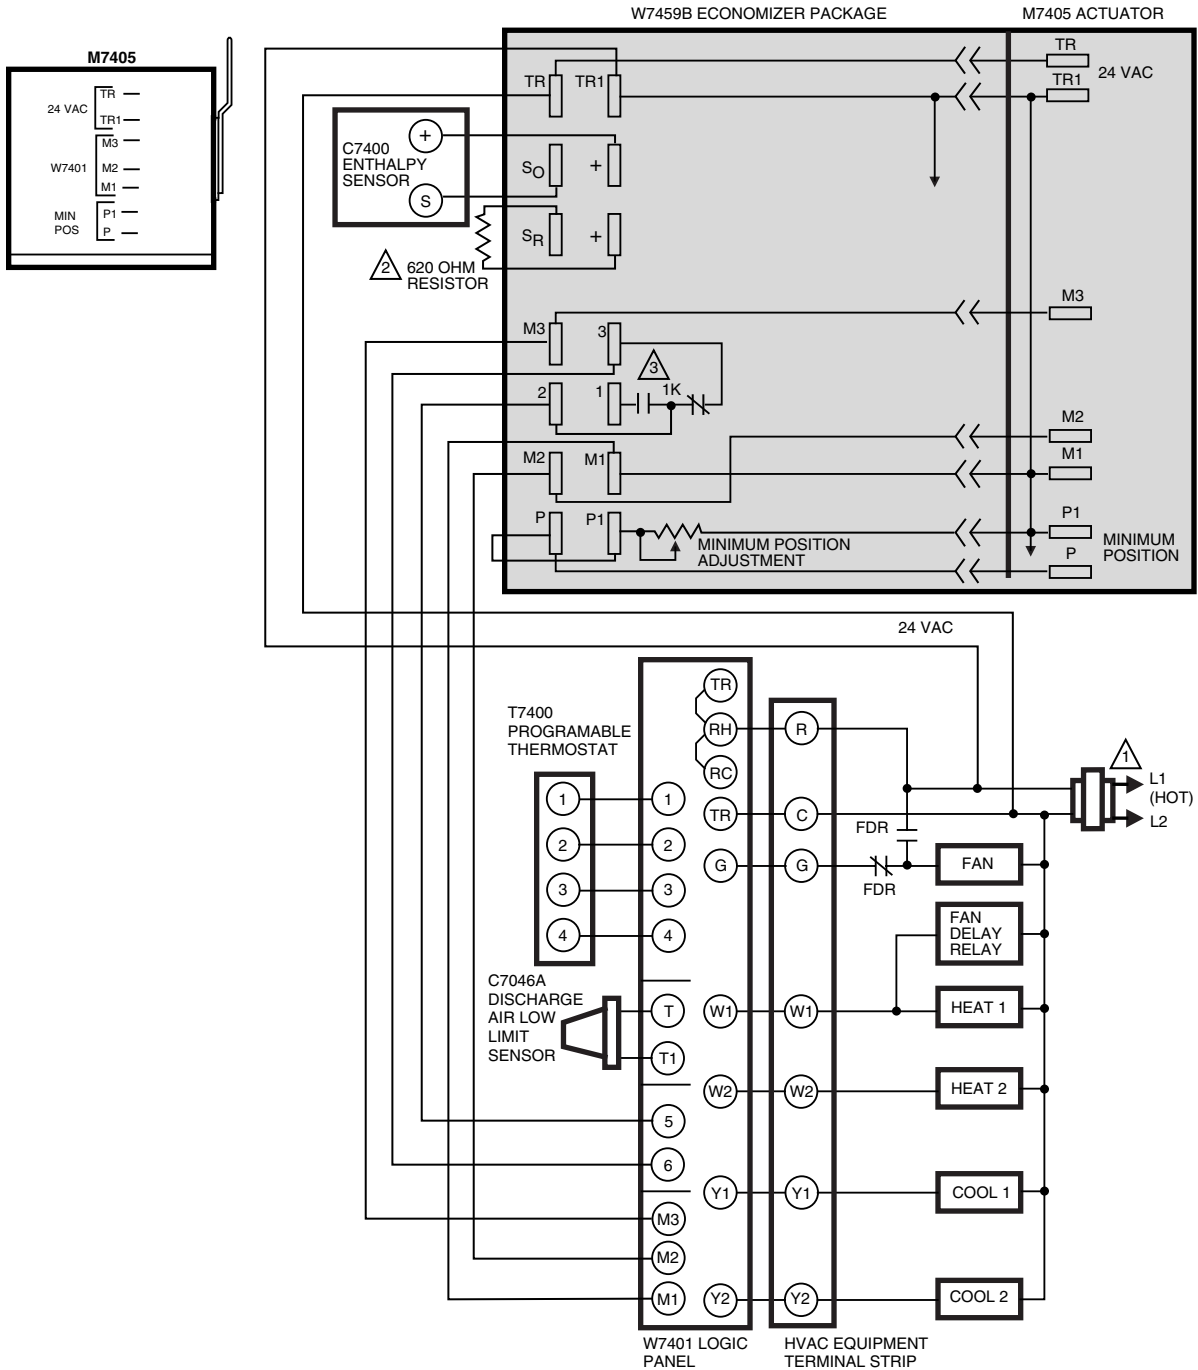 W7459B ECONOMIZER PACKAGE
M7405 ACTUATOR
M7405
TR
24 VAC
TR1
M3
W7401
M2
M1
MIN
POS
P1
P
C7400
ENTHALPY
SENSOR
+
S
2
620 OHM
RESISTOR
TR
TR1
SO
+
SR
+
M3
3
3
2
1
1K
M2
M1
P
P1
MINIMUM POSITION
ADJUSTMENT
TR
24 VAC
TR1
M3
M2
M1
P1
MINIMUM
POSITION
P
24 VAC
T7400
PROGRAMABLE
THERMOSTAT
1
2
3
4
C7046A
DISCHARGE
AIR LOW
LIMIT
SENSOR
1
2
3
4
T
T1
5
6
M3
M2
M1
TR
RH
RC
TR
G
W1
W2
Y1
Y2
R
C
G
W1
W2
Y1
Y2
FDR
FDR
1
L1
(HOT)
L2
FAN
FAN
DELAY
RELAY
HEAT 1
HEAT 2
COOL 1
COOL 2
W7401 LOGIC
PANEL
HVAC EQUIPMENT
TERMINAL STRIP